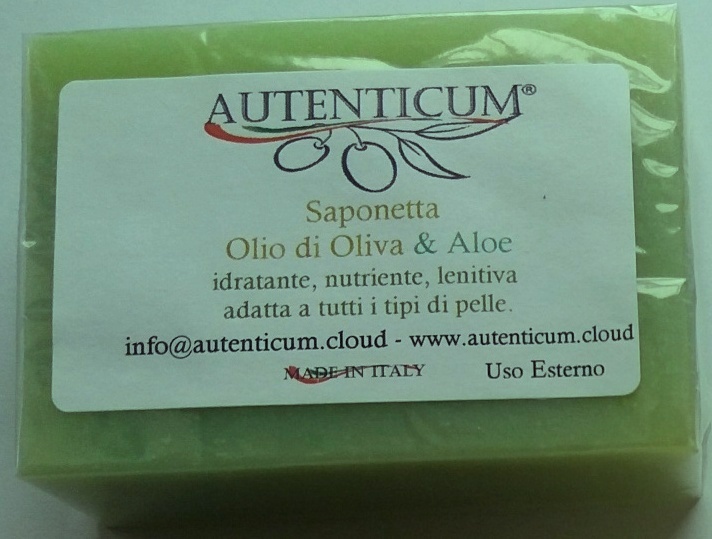 AUTENTICUM®
Saponetta
Olio di Oliva & Aloe
idratante, nutriente, lenitiva
adatta a tutti i tipi di pelle.
info@autenticum.cloud - www.autenticum.cloud
MADE IN ITALY Uso Esterno